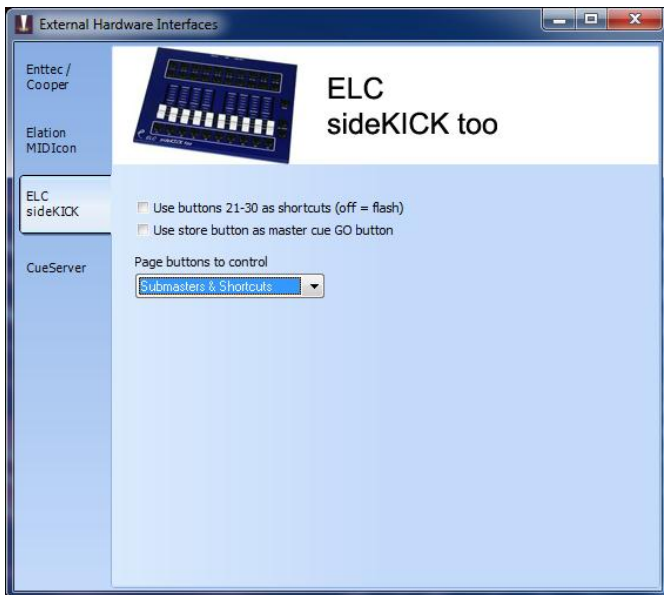 External Hardware Interfaces
Enttec /
Cooper
Elation
MIDIcon
ELC
sideKICK
CueServer
ELC
sideKICK too
Use buttons 21-30 as shortcuts (off = flash)
Use store button as master cue GO button
Page buttons to control
Submasters & Shortcuts